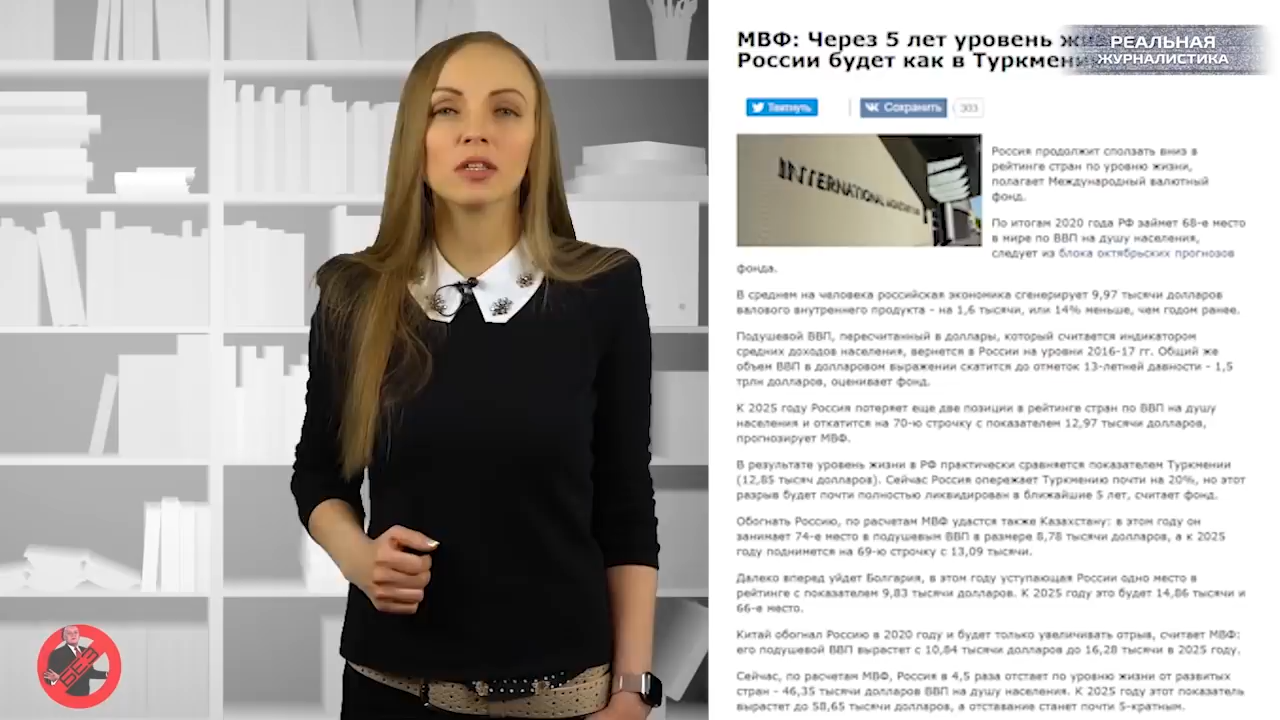 МВФ: Через 5 лет уровень
России будет как в Туркмени
РЕАЛЬНАЯ
ЖУРНАЛИСТИКА
Твитнуть
Сохранить
303
INTERNATIONAL
Россия продолжит сползать вниз в
рейтинге стран по уровню жизни,
полагает Международный валютный
фонд.
По итогам 2020 года РФ займет 68-е место
в мире по ВВП на душу населения,
следует из блока октябрьских прогнозов
фонда.
В среднем на человека российская экономика сгенерирует 9,97 тысячи долларов
валового внутреннего продукта - на 1,6 тысячи, или 14% меньше, чем годом ранее.
Подушевой ВВП, пересчитанный в доллары, который считается индикатором
средних доходов населения, вернется в России на уровни 2016-17 гг. Общий же
объем ВВП в долларовом выражении скатится до отметок 13-летней давности - 1,5
трлн долларов, оценивает фонд.
К 2025 году Россия потеряет еще две позиции в рейтинге стран по ВВП на душу
населения и откатится на 70-ю строчку с показателем 12,97 тысячи долларов,
прогнозирует МВФ.
В результате уровень жизни в РФ практически сравняется показателем Туркмении
(12,85 тысяч долларов). Сейчас Россия опережает Туркмению почти на 20%, но этот
разрыв будет почти полностью ликвидирован в ближайшие 5 лет, считает фонд.
Обогнать Россию, по расчетам МВФ удастся также Казахстану: в этом году он
занимает 74-е место в подушевым ВВП в размере 8,78 тысячи долларов, а к 2025
году поднимется на 69-ю строчку с 13,09 тысячи.
Далеко вперед уйдет Болгария, в этом году уступающая России одно место в
рейтинге с показателем 9,83 тысячи долларов. К 2025 году это будет 14,86 тысячи и
66-е место.
Китай обогнал Россию в 2020 году и будет только увеличивать отрыв, считает МВФ:
его подушевой ВВП вырастет с 10,84 тысячи долларов до 16,28 тысячи в 2025 году.
Сейчас, по расчетам МВФ, Россия в 4,5 раза отстает по уровню жизни от развитых
стран - 46,35 тысячи долларов ВВП на душу населения. К 2025 году этот показатель
вырастет до 58,65 тысячи долларов, а отставание станет почти 5-кратным.
БЕЗ